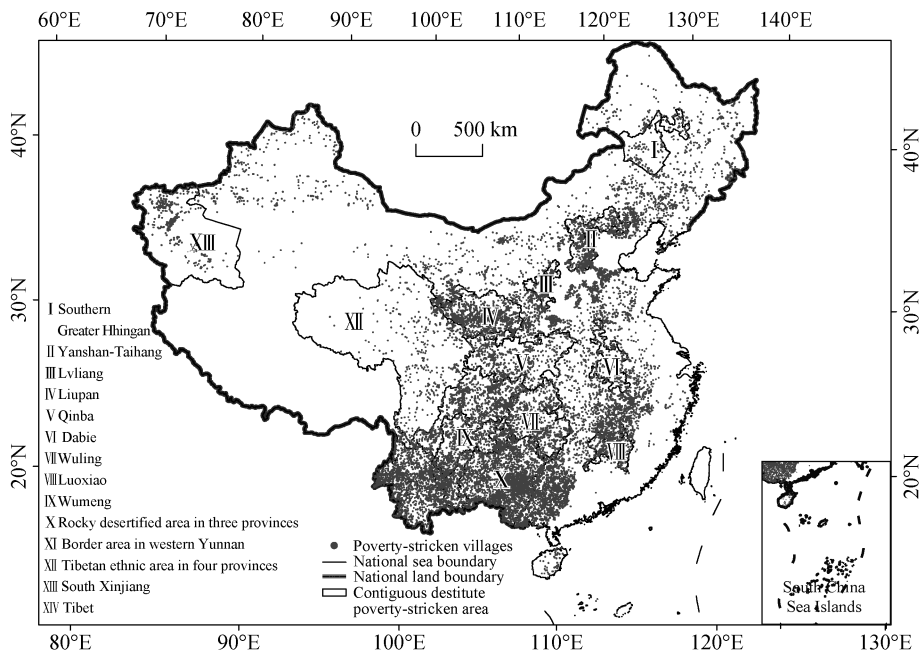 60°E 70°E 80°E 90°E 100°E 110°E 120°E 130°E 140°E
40°N
40°N
0 500 km
I
II
XIII
III
30°N
30°N
XII
IV
V
VI
VII
IX
VIII
X
20°N
20°N
I Southern
Greater Hhingan
II Yanshan-Taihang
III Lvliang
IV Liupan
V Qinba
VI Dabie
VII Wuling
VIII Luoxiao
IX Wumeng
X Rocky desertified area in three provinces
XI Border area in western Yunnan
XII Tibetan ethnic area in four provinces
XIII South Xinjiang
XIV Tibet
Poverty-stricken villages
National sea boundary
National land boundary
Contiguous destitute
poverty-stricken area
South China
Sea Islands
80°E 90°E 100°E 110°E 120°E 130°E